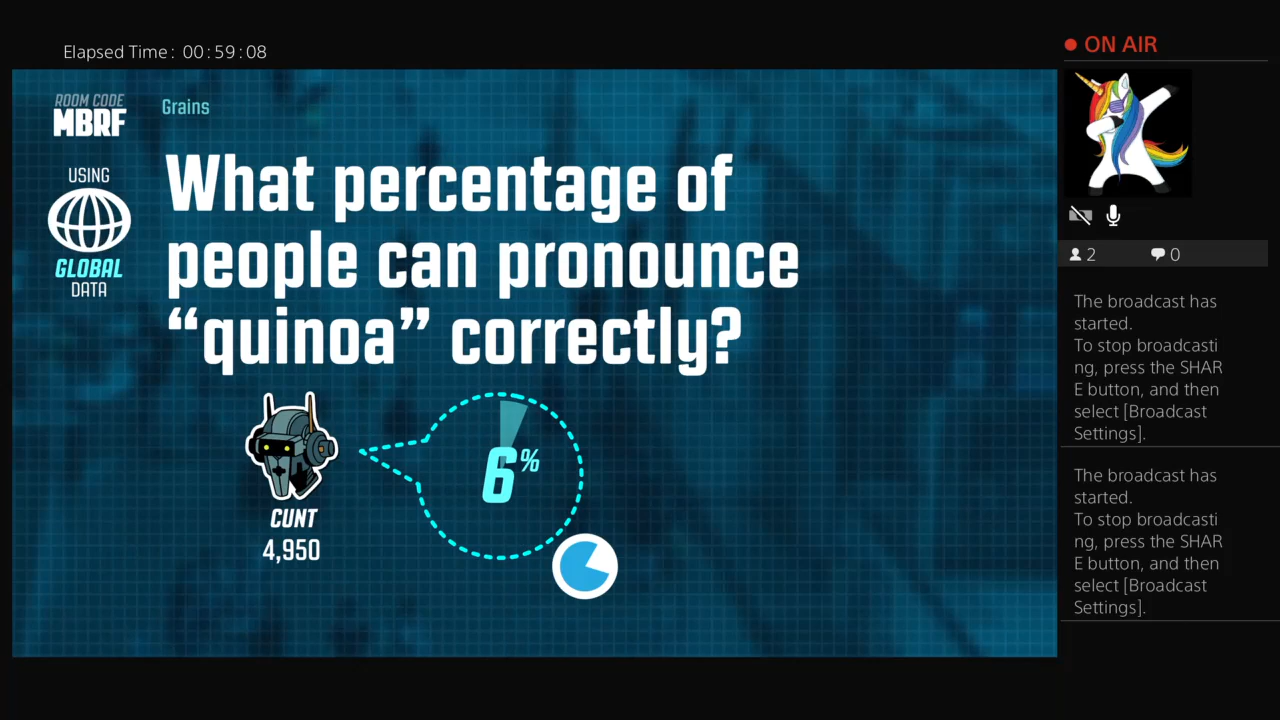 Elapsed Time: 00:59:08
ON AIR
ROOM CODE
MBRF
Grains
USING
GLOBAL
DATA
What percentage of
people can pronounce
“quinoa” correctly?
6%
CUNT
4,950
2
0
The broadcast has
started.
To stop broadcasti
ng, press the SHAR
E button, and then
select [Broadcast
Settings].
The broadcast has
started.
To stop broadcasti
ng, press the SHAR
E button, and then
select [Broadcast
Settings].